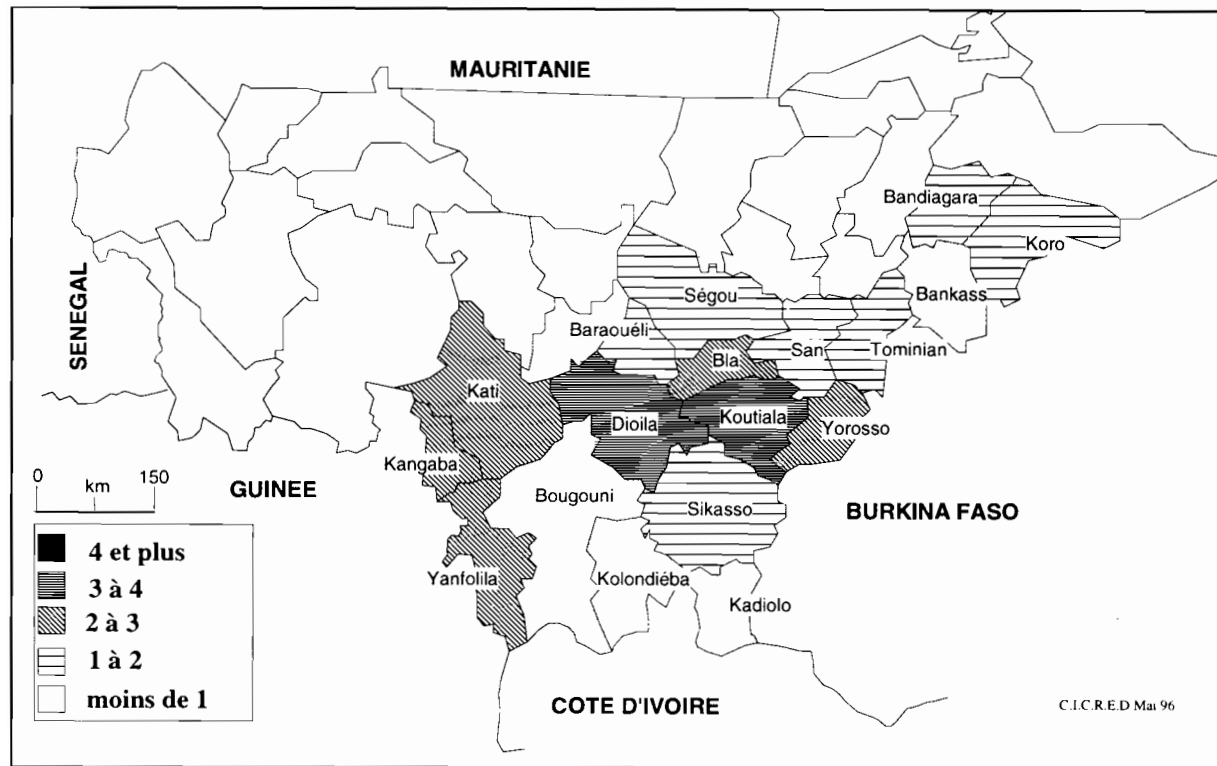 MAURITANIE
Bandiagara
Koro
SENEGAL
Ségou
Bankass
Baraouéli
San
Tominian
Bla
Kati
Dioila
Koutiala
Yorosso
0
150
km
Kangaba
GUINEE
Bougouni
Sikasso
BURKINA FASO
4 et plus
3 à 4
2 à 3
1 à 2
moins de 1
Yanfolila
Kolondiéba
Kadiolo
COTE D'IVOIRE
C.I.C.R.E.D Mai 96